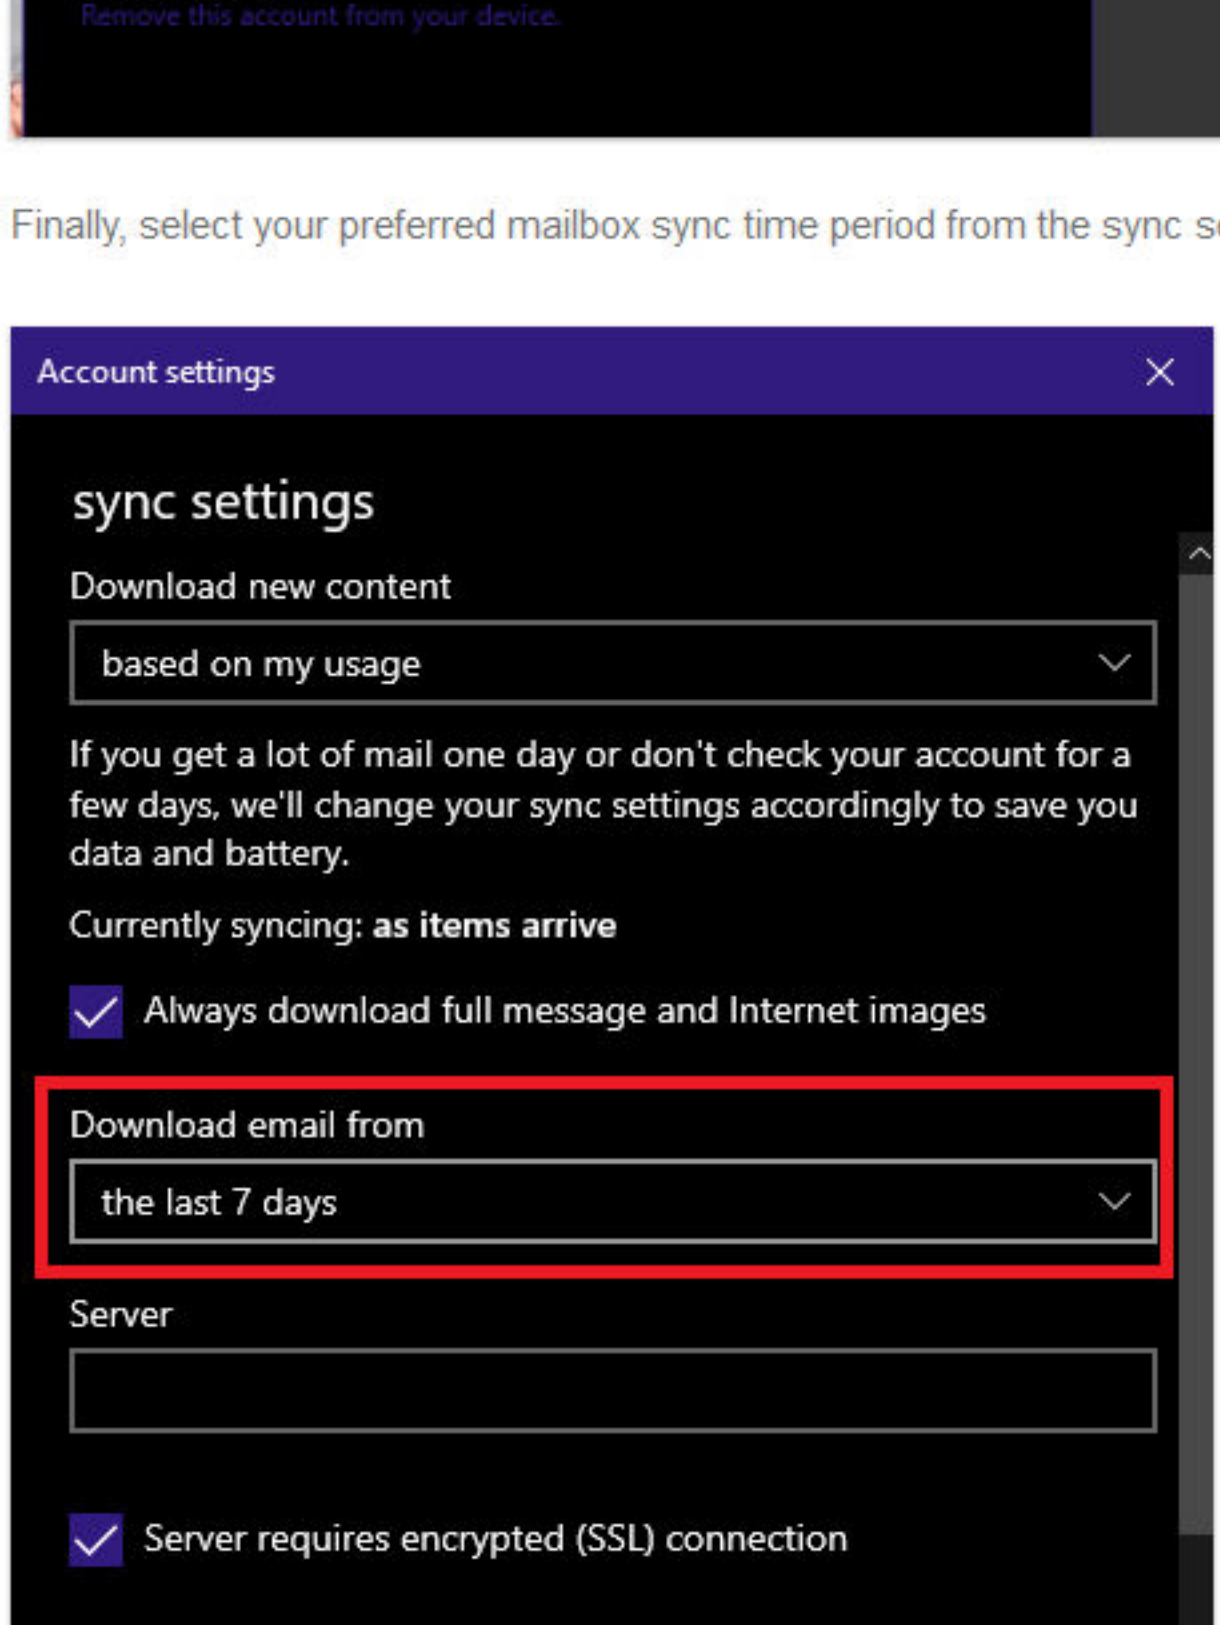 Remove this account from your device.
Finally, select your preferred mailbox sync time period from the sync
Account settings
sync settings
Download new content
based on my usage
If you get a lot of mail one day or don't check your account for a
few days, we'll change your sync settings accordingly to save you
data and battery.
Currently syncing: as items arrive
Always download full message and Internet images
Download email from
the last 7 days
Server
Server requires encrypted (SSL) connection